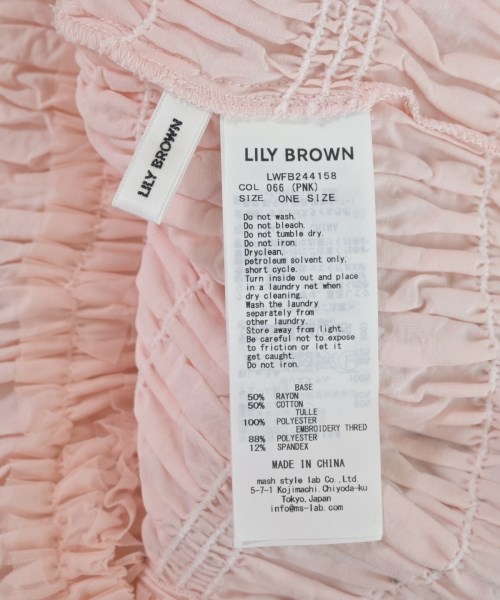 LILY BROWN
LILY BROWN
LWFB244158
COL 066 (PNK)
SIZE ONE SIZE
Do not wash.
Do not bleach.
Do not tumble dry.
Do not iron.
Dryclean,
petroleum solvent only,
short cycle.
Turn inside out and place
in a laundry net when
dry cleaning.
Wash the laundry
separately from
other laundry.
Store away from light.
Be careful not to expose
to friction or let it
get caught.
Do not iron.
BASE
50% RAYON
50% COTTON
TULLE
100% POLYESTER
EMBROIDERY THRED
88% POLYESTER
12% SPANDEX
MADE IN CHINA
mash style lab Co.,Ltd.
5-7-1 Kojimachi.Chiyoda-ku
Tokyo,Japan
info@ms-lab.com